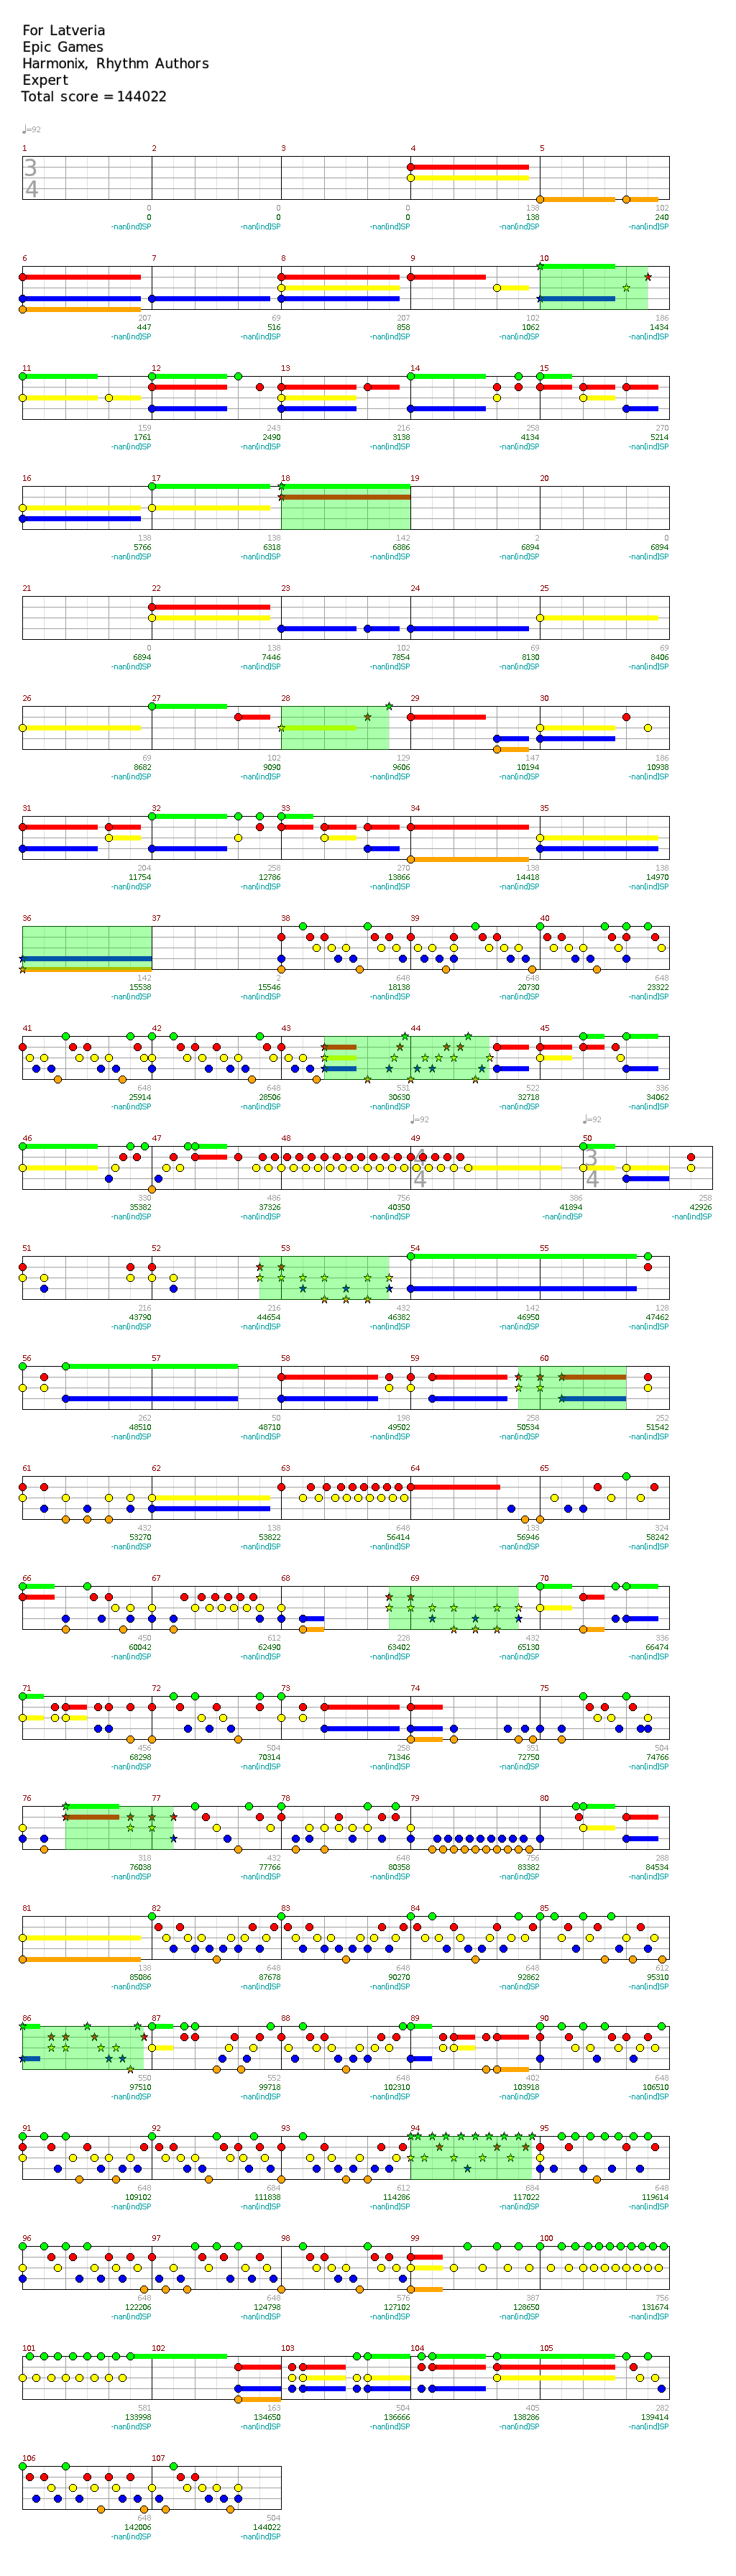 For Latveria
Epic Games
Harmonix, Rhythm Authors
Expert
Total score = 144022
♩=92
1 2 3 4 5
3
4
0 0 0 138 102
0 0 0 138 240
-nan(ind)SP -nan(ind)SP -nan(ind)SP -nan(ind)SP -nan(ind)SP
6 7 8 9 10
207 69 207 102 186
447 516 858 1062 1434
-nan(ind)SP -nan(ind)SP -nan(ind)SP -nan(ind)SP -nan(ind)SP
11 12 13 14 15
159 243 216 258 270
1761 2490 3138 4134 5214
-nan(ind)SP -nan(ind)SP -nan(ind)SP -nan(ind)SP -nan(ind)SP
16 17 18 19 20
138 138 142 2 0
5766 6318 6886 6894 6894
-nan(ind)SP -nan(ind)SP -nan(ind)SP -nan(ind)SP -nan(ind)SP
21 22 23 24 25
0 138 102 69 69
6894 7446 7854 8130 8406
-nan(ind)SP -nan(ind)SP -nan(ind)SP -nan(ind)SP -nan(ind)SP
26 27 28 29 30
69 102 129 147 186
8682 9090 9606 10194 10938
-nan(ind)SP -nan(ind)SP -nan(ind)SP -nan(ind)SP -nan(ind)SP
31 32 33 34 35
204 258 270 138 138
11754 12786 13866 14418 14970
-nan(ind)SP -nan(ind)SP -nan(ind)SP -nan(ind)SP -nan(ind)SP
36 37 38 39 40
142 2 648 648 648
15538 15546 18138 20730 23322
-nan(ind)SP -nan(ind)SP -nan(ind)SP -nan(ind)SP -nan(ind)SP
41 42 43 44 45
648 648 531 522 336
25914 28506 30630 32718 34062
-nan(ind)SP -nan(ind)SP -nan(ind)SP -nan(ind)SP -nan(ind)SP
♩=92 ♩=92
46 47 48 49 50
4 3
4 4
330 486 756 386 258
35382 37326 40350 41894 42926
-nan(ind)SP -nan(ind)SP -nan(ind)SP -nan(ind)SP -nan(ind)SP
51 52 53 54 55
216 216 432 142 128
43790 44654 46382 46950 47462
-nan(ind)SP -nan(ind)SP -nan(ind)SP -nan(ind)SP -nan(ind)SP
56 57 58 59 60
262 50 198 258 252
48510 48710 49502 50534 51542
-nan(ind)SP -nan(ind)SP -nan(ind)SP -nan(ind)SP -nan(ind)SP
61 62 63 64 65
432 138 648 133 324
53270 53822 56414 56946 58242
-nan(ind)SP -nan(ind)SP -nan(ind)SP -nan(ind)SP -nan(ind)SP
66 67 68 69 70
450 612 228 432 336
60042 62490 63402 65130 66474
-nan(ind)SP -nan(ind)SP -nan(ind)SP -nan(ind)SP -nan(ind)SP
71 72 73 74 75
456 504 258 351 504
68298 70314 71346 72750 74766
-nan(ind)SP -nan(ind)SP -nan(ind)SP -nan(ind)SP -nan(ind)SP
76 77 78 79 80
318 432 648 756 288
76038 77766 80358 83382 84534
-nan(ind)SP -nan(ind)SP -nan(ind)SP -nan(ind)SP -nan(ind)SP
81 82 83 84 85
138 648 648 648 612
85086 87678 90270 92862 95310
-nan(ind)SP -nan(ind)SP -nan(ind)SP -nan(ind)SP -nan(ind)SP
86 87 88 89 90
550 552 648 402 648
97510 99718 102310 103918 106510
-nan(ind)SP -nan(ind)SP -nan(ind)SP -nan(ind)SP -nan(ind)SP
91 92 93 94 95
648 684 612 684 648
109102 111838 114286 117022 119614
-nan(ind)SP -nan(ind)SP -nan(ind)SP -nan(ind)SP -nan(ind)SP
96 97 98 99 100
648 648 576 387 756
122206 124798 127102 128650 131674
-nan(ind)SP -nan(ind)SP -nan(ind)SP -nan(ind)SP -nan(ind)SP
101 102 103 104 105
581 163 504 405 282
133998 134650 136666 138286 139414
-nan(ind)SP -nan(ind)SP -nan(ind)SP -nan(ind)SP -nan(ind)SP
106 107
648 504
142006 144022
-nan(ind)SP -nan(ind)SP